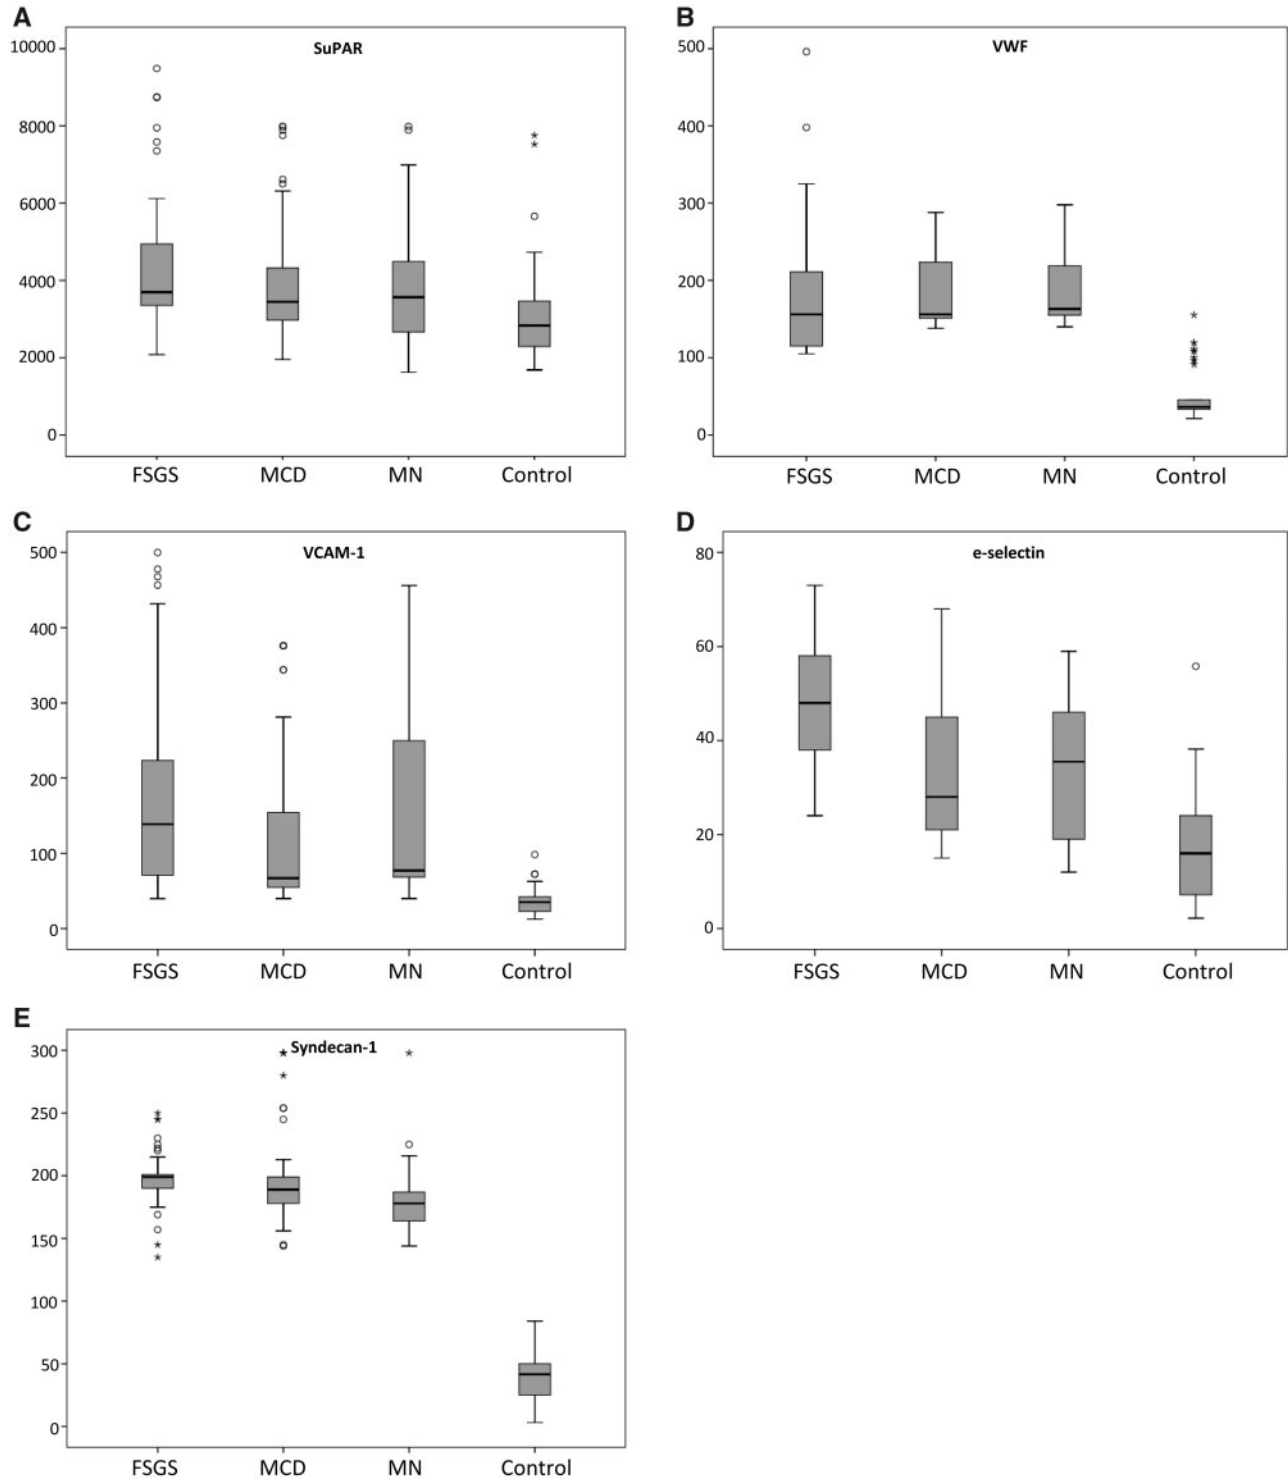 A
SuPAR
10000
8000
6000
4000
2000
0
FSGS MCD MN Control
B
VWF
500
400
300
200
100
0
FSGS MCD MN Control
C
VCAM-1
500
400
300
200
100
0
FSGS MCD MN Control
D
e-selectin
80
60
40
20
0
FSGS MCD MN Control
E
Syndecan-1
300
250
200
150
100
50
0
FSGS MCD MN Control